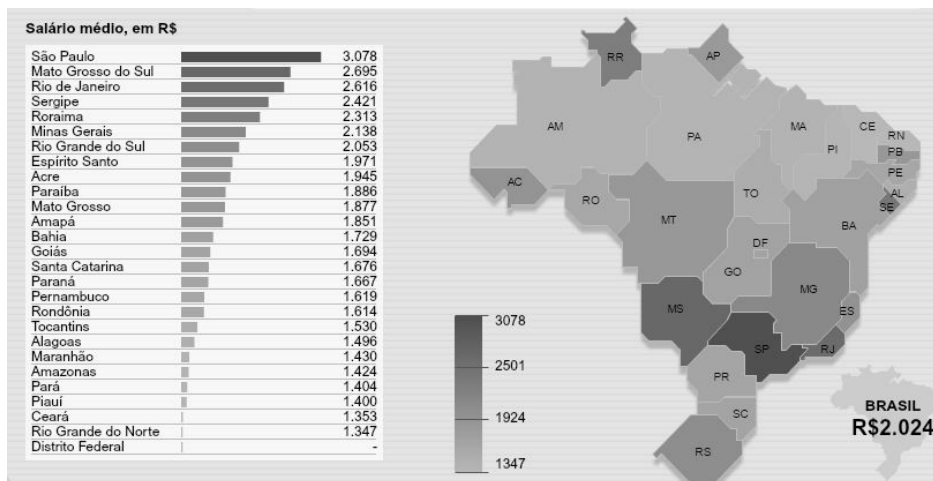 Salário médio, em R$
São Paulo 3.078
Mato Grosso do Sul 2.695
Rio de Janeiro 2.616
Sergipe 2.421
Roraima 2.313
Minas Gerais 2.138
Rio Grande do Sul 2.053
Espírito Santo 1.971
Acre 1.945
Paraíba 1.886
Mato Grosso 1.877
Amapá 1.851
Bahia 1.729
Goiás 1.694
Santa Catarina 1.676
Paraná 1.667
Pernambuco 1.619
Rondônia 1.614
Tocantins 1.530
Alagoas 1.496
Maranhão 1.430
Amazonas 1.424
Pará 1.404
Piauí 1.400
Ceará 1.353
Rio Grande do Norte 1.347
Distrito Federal -
3078
2501
1924
1347
RR
AP
AM
PA
MA
CE
RN
PI
PB
PE
AL
SE
AC
RO
TO
MT
BA
DF
GO
MG
ES
MS
SP
RJ
PR
SC
RS
BRASIL
R$2.024